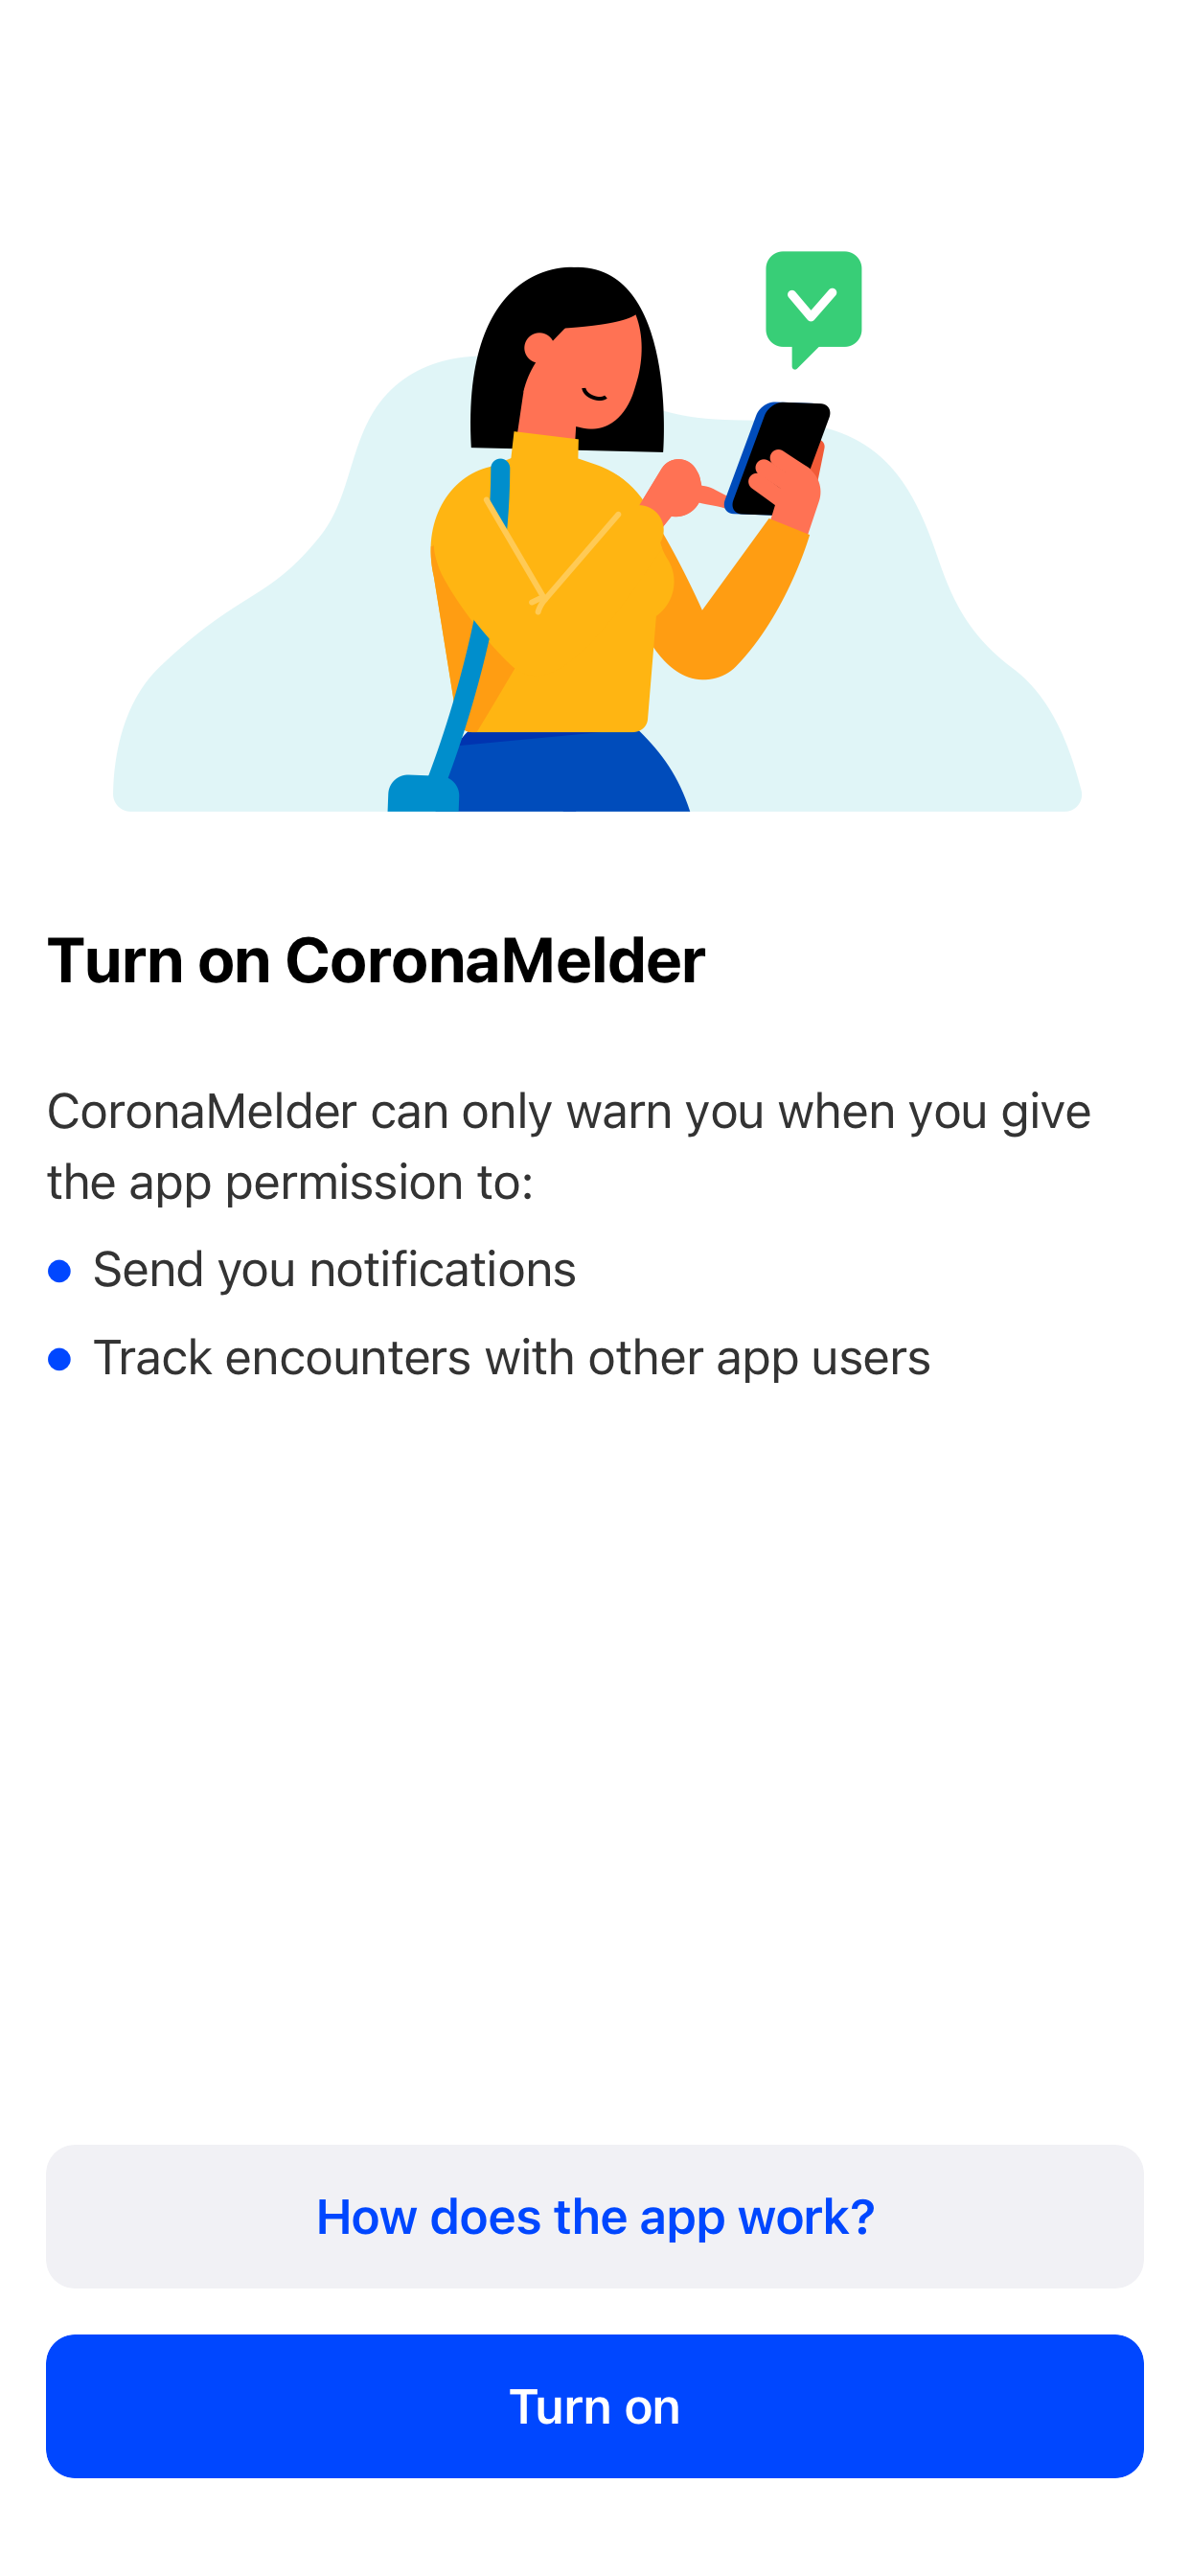 Turn on CoronaMelder
CoronaMelder can only warn you when you give
the app permission to:
Send you notifications
Track encounters with other app users
How does the app work?
Turn on